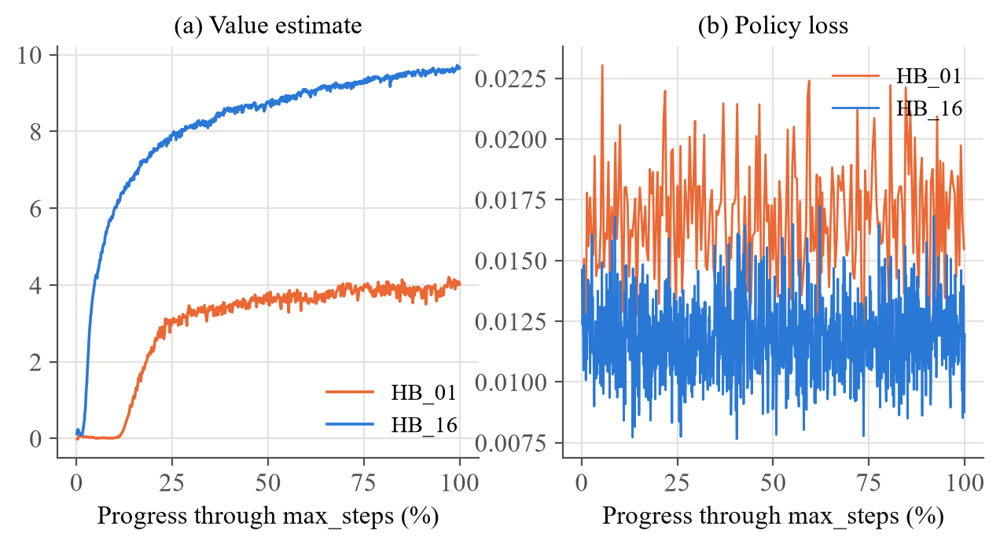 (a) Value estimate
10
8
6
4
2
0
HB_01
HB_16
0 25 50 75 100
Progress through max_steps (%)
(b) Policy loss
0.0225
0.0200
0.0175
0.0150
0.0125
0.0100
0.0075
HB_01
HB_16
0 25 50 75 100
Progress through max_steps (%)